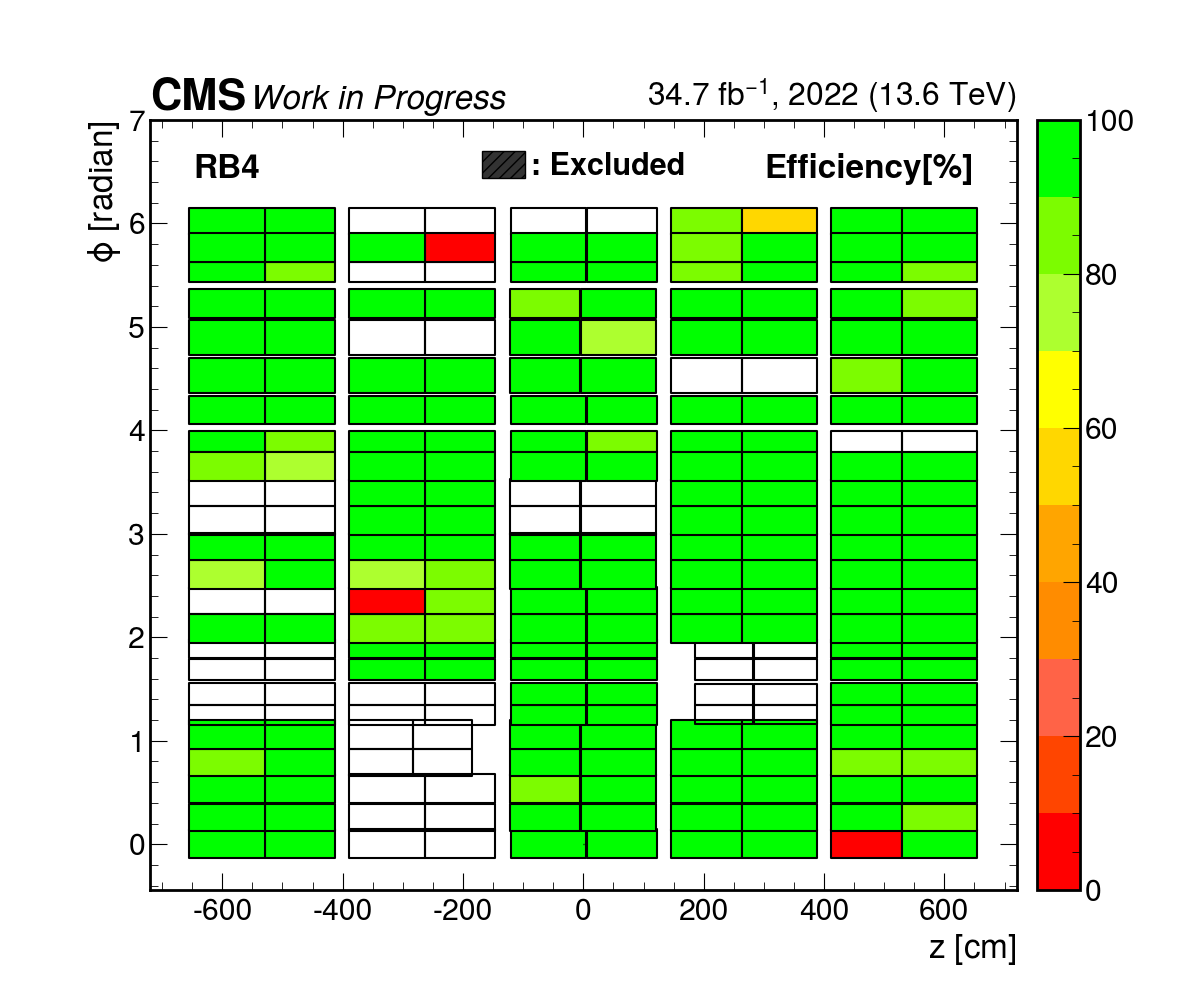 CMS Work in Progress 34.7 fb⁻¹, 2022 (13.6 TeV)
RB4 : Excluded Efficiency[%]
ϕ [radian]
7
6
5
4
3
2
1
0
-600 -400 -200 0 200 400 600
z [cm]
100
80
60
40
20
0